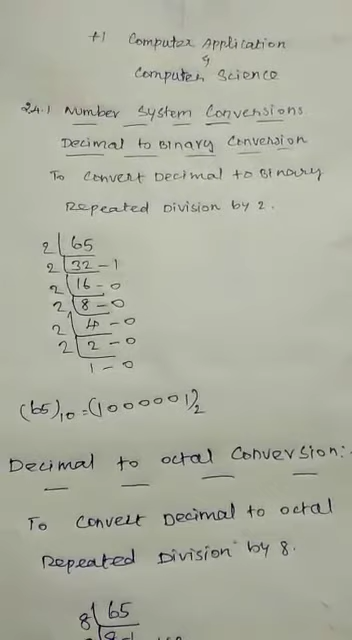 +1 Computer Application
&
Computer Science
2.4.1 Number System Conversions
Decimal to Binary Conversion
To convert Decimal to Binary
Repeated Division by 2.
2 65
2 32 - 1
2 16 - 0
2 8 - 0
2 4 - 0
2 2 - 0
1 - 0
(65)10 = (1000001)2
Decimal to octal Conversion:-
To convert Decimal to octal
Repeated Division by 8.
8 65